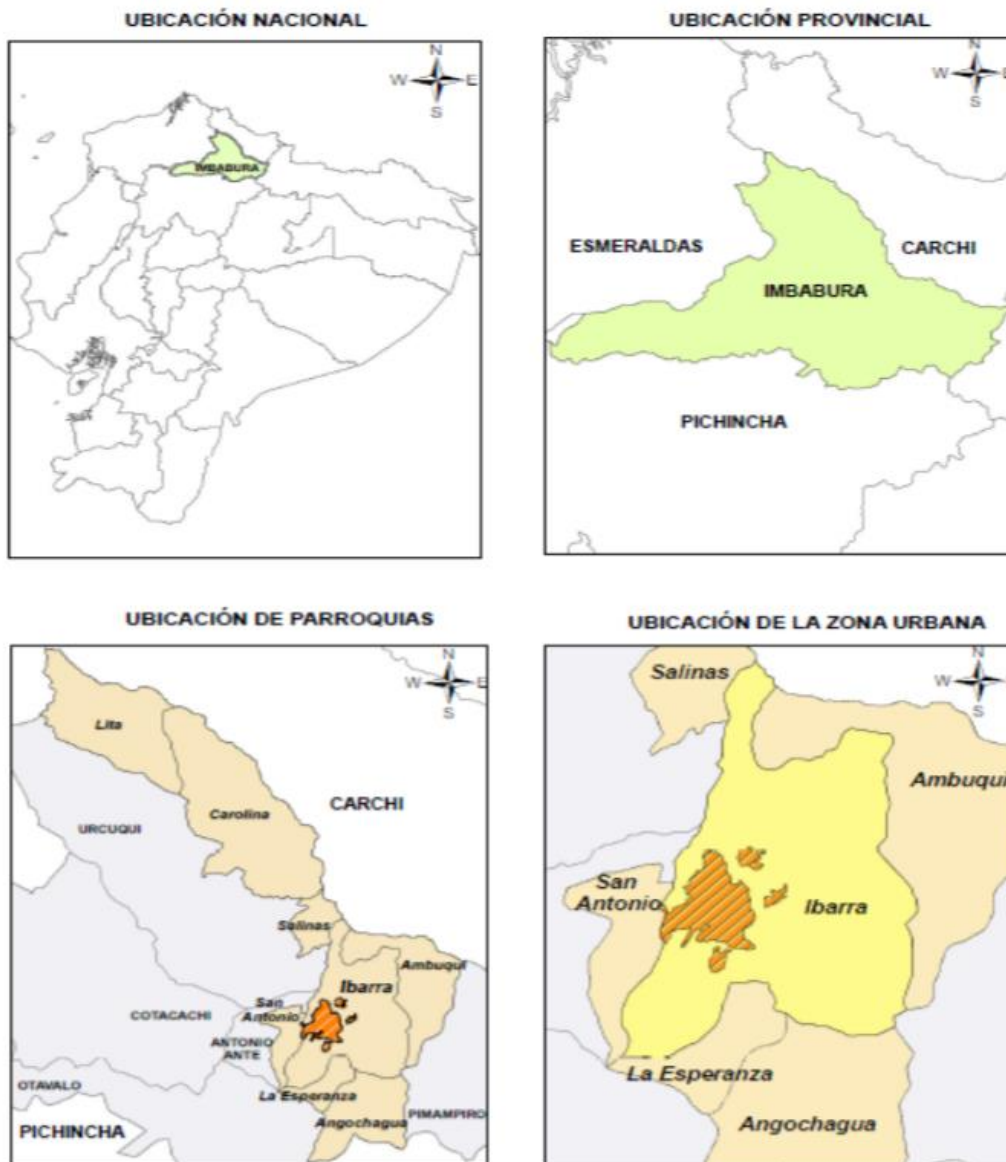 UBICACIÓN NACIONAL
N
W E
S
IMBABURA
UBICACIÓN PROVINCIAL
N
W E
S
ESMERALDAS
CARCHI
IMBABURA
PICHINCHA
UBICACIÓN DE PARROQUIAS
N
W E
S
Lita
CARCHI
Carolina
URCUQUI
Salinas
Ambuqui
Ibarra
San
Antonio
COTACACHI
ANTONIO
ANTE
OTAVALO
La Esperanza
Angochagua
PIMAMPIRO
PICHINCHA
UBICACIÓN DE LA ZONA URBANA
N
W E
S
Salinas
Ambuqui
San
Antonio
Ibarra
La Esperanza
Angochagua